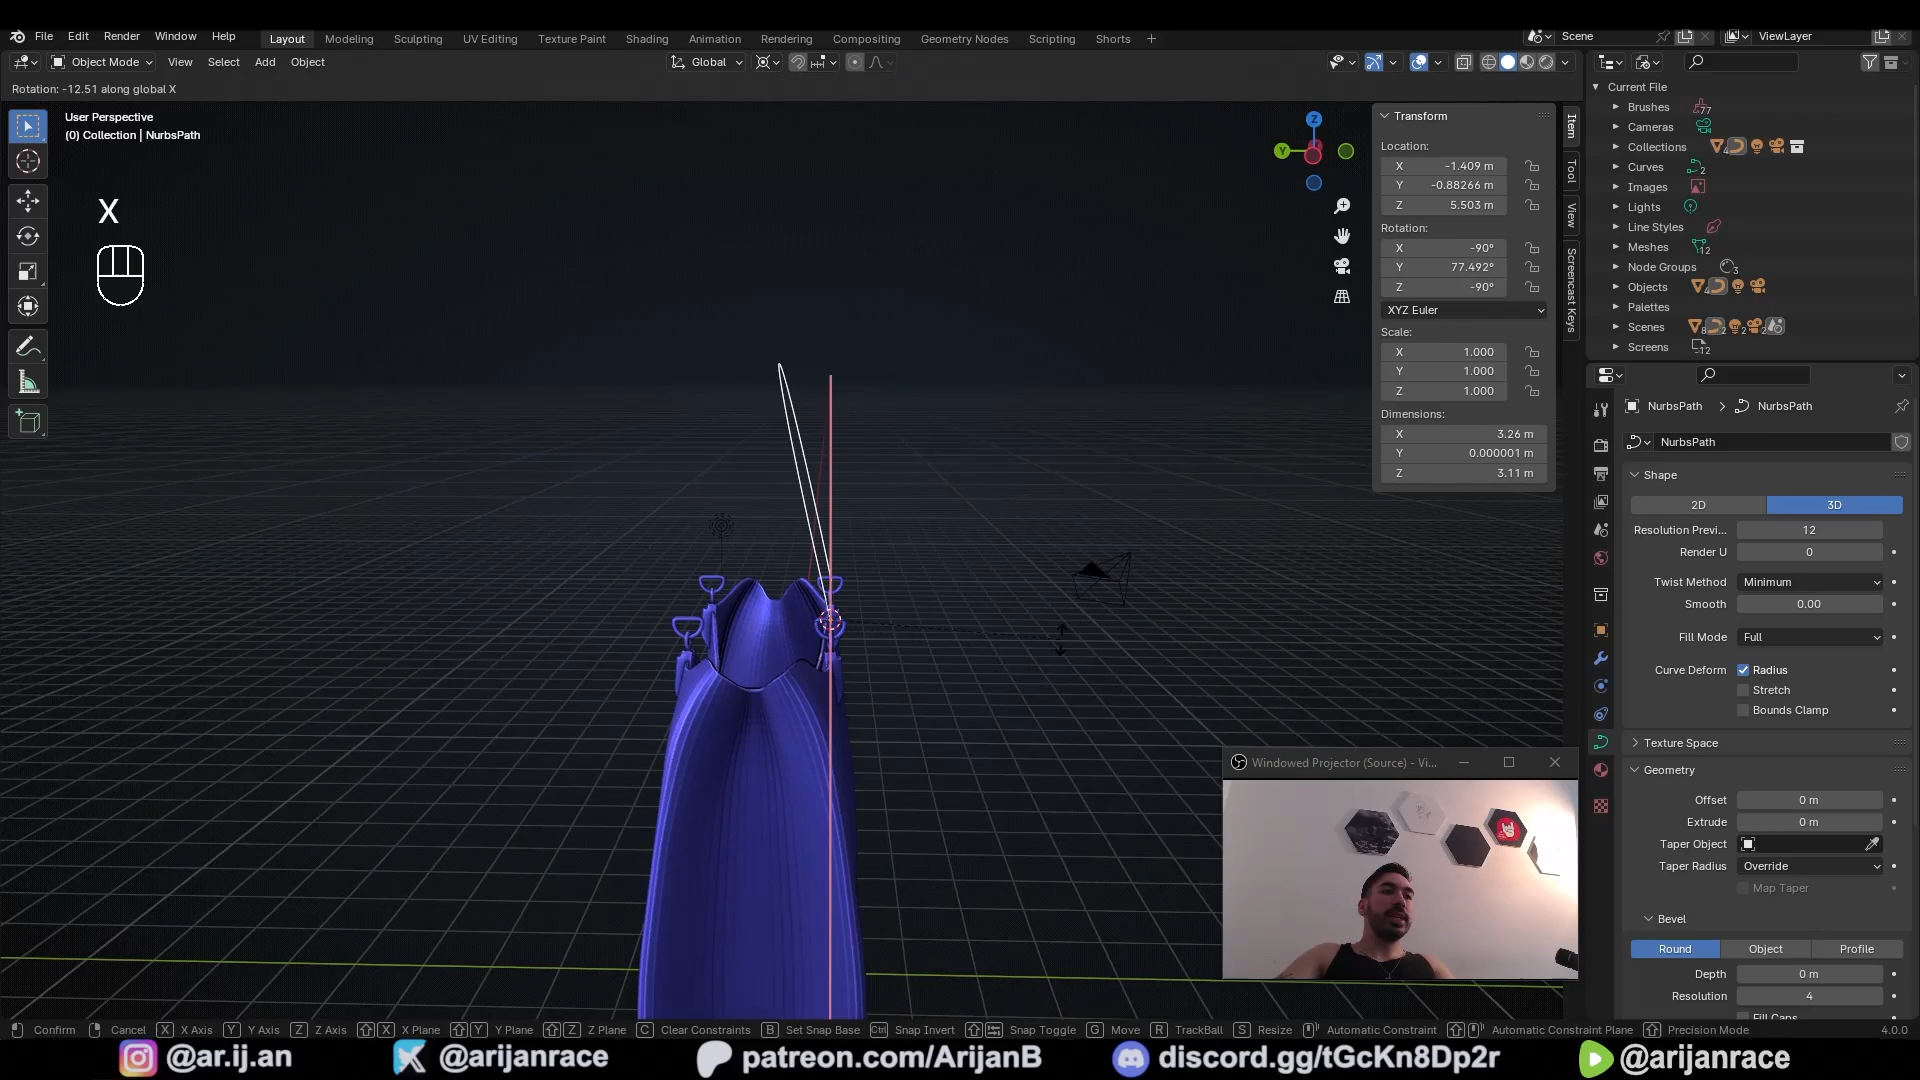 File Edit Render Window Help
Layout Modeling Sculpting UV Editing Texture Paint Shading Animation Rendering Compositing Geometry Nodes Scripting Shorts +
Scene
ViewLayer
Object Mode View Select Add Object
Global
Rotation: -12.51 along global X
User Perspective
(0) Collection | NurbsPath
X
Z
Y
Transform
Location:
X -1.409 m
Y -0.88266 m
Z 5.503 m
Rotation:
X -90°
Y 77.492°
Z -90°
XYZ Euler
Scale:
X 1.000
Y 1.000
Z 1.000
Dimensions:
X 3.26 m
Y 0.000001 m
Z 3.11 m
Item
Tool
View
Screencast Keys
Current File
Brushes 77
Cameras
Collections
Curves 2
Images
Lights
Line Styles
Meshes 12
Node Groups 3
Objects
Palettes
Scenes
Screens 12
NurbsPath > NurbsPath
NurbsPath
Shape
2D 3D
Resolution Previ... 12
Render U 0
Twist Method Minimum
Smooth 0.00
Fill Mode Full
Curve Deform Radius
Stretch
Bounds Clamp
Texture Space
Geometry
Offset 0 m
Extrude 0 m
Taper Object
Taper Radius Override
Map Taper
Bevel
Round Object Profile
Depth 0 m
Resolution 4
Fill Caps
Windowed Projector (Source) - Vi...
Confirm Cancel X X Axis Y Y Axis Z Z Axis X X Plane Y Y Plane Z Z Plane C Clear Constraints B Set Snap Base Ctrl Snap Invert Snap Toggle G Move R TrackBall S Resize Automatic Constraint Automatic Constraint Plane Precision Mode 4.0.0
@ar.ij.an @arijanrace patreon.com/ArijanB discord.gg/tGcKn8Dp2r @arijanrace